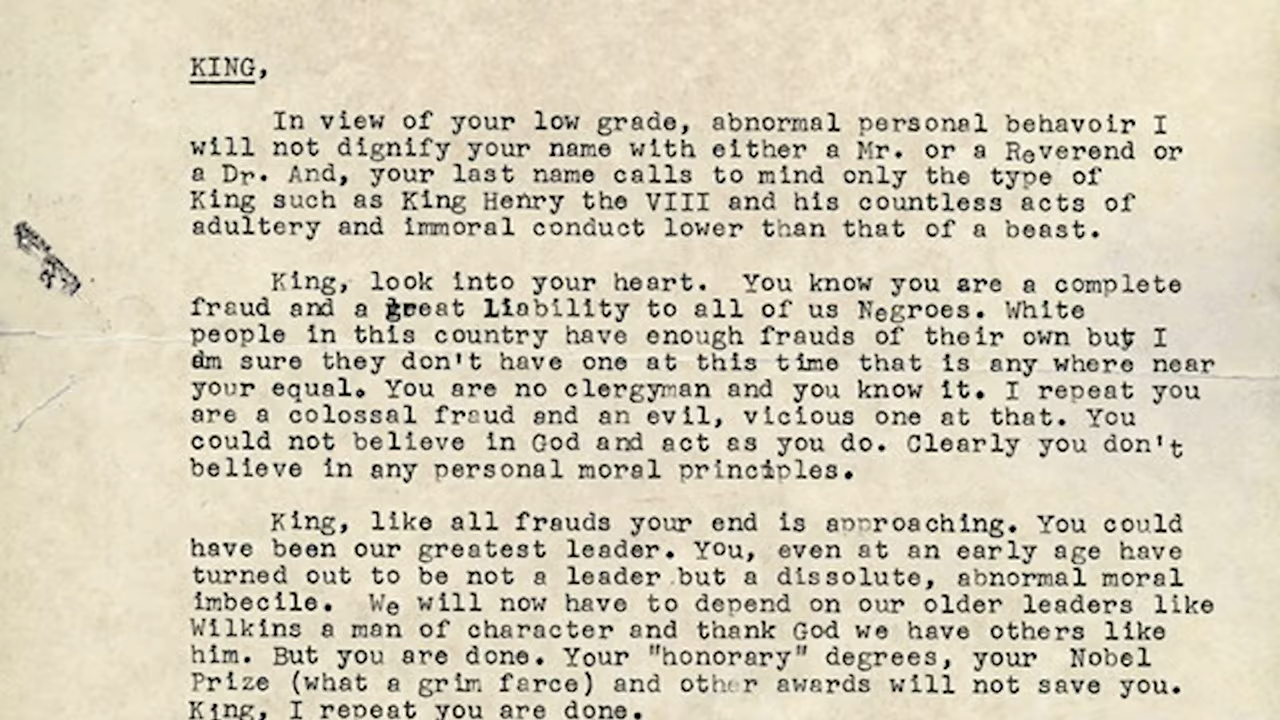 KING,
In view of your low grade, abnormal personal behavoir I
will not dignify your name with either a Mr. or a Reverend or
a Dr. And, your last name calls to mind only the type of
King such as King Henry the VIII and his countless acts of
adultery and immoral conduct lower than that of a beast.
King, look into your heart. You know you are a complete
fraud and a great liability to all of us Negroes. White
people in this country have enough frauds of their own but I
am sure they don't have one at this time that is any where near
your equal. You are no clergyman and you know it. I repeat you
are a colossal fraud and an evil, vicious one at that. You
could not believe in God and act as you do. Clearly you don't
believe in any personal moral principles.
King, like all frauds your end is approaching. You could
have been our greatest leader. You, even at an early age have
turned out to be not a leader but a dissolute, abnormal moral
imbecile. We will now have to depend on our older leaders like
Wilkins a man of character and thank God we have others like
him. But you are done. Your "honorary" degrees, your Nobel
Prize (what a grim farce) and other awards will not save you.
King, I repeat you are done.